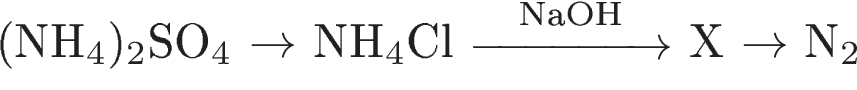 (NH₄)₂SO₄ → NH₄Cl —NaOH→ X → N₂